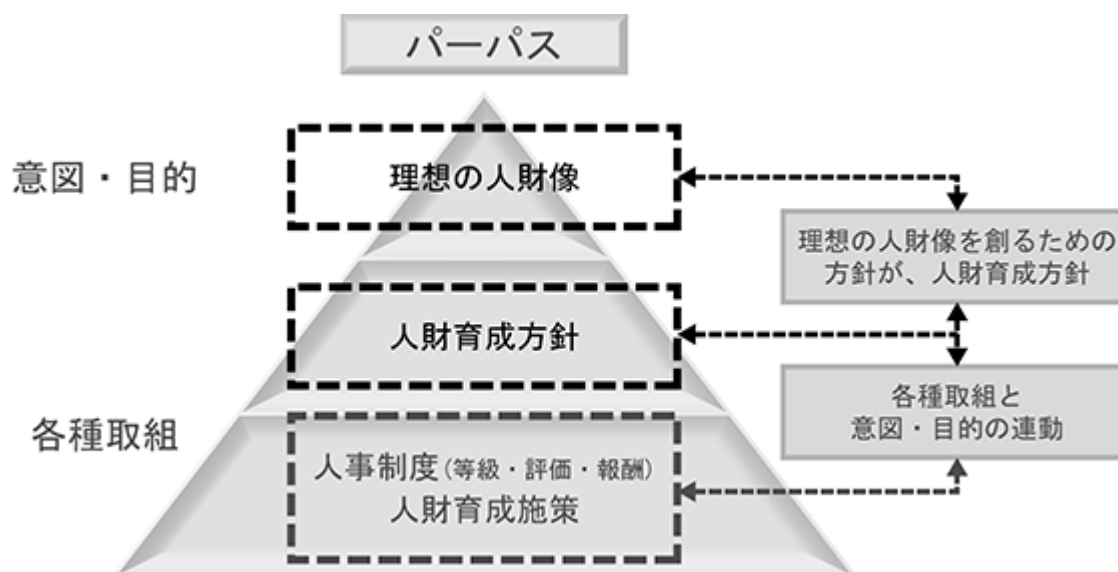 パーパス
意図・目的
理想の人財像
理想の人財像を創るための
方針が、人財育成方針
人財育成方針
各種取組と
意図・目的の連動
各種取組
人事制度(等級・評価・報酬)
人財育成施策